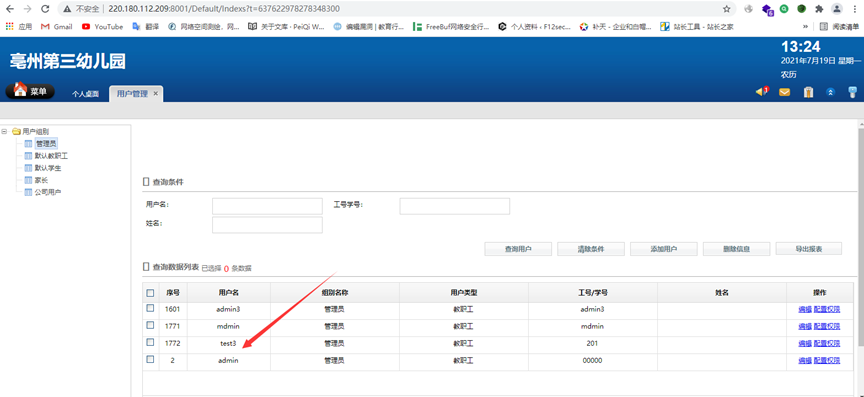 不安全 220.180.112.209:8001/Default/Indexs?t=637622978278348300
应用 Gmail YouTube 翻译 网络空间测绘、网... 关于文库 · PeiQi W... 编辑周周 | 教育行... FreeBuf网络安全行... 个人资料 ‹ F12sec... 补天 - 企业和白帽... 站长工具 - 站长之家 » 阅读清单
亳州第三幼儿园
13:24
2021年7月19日 星期一
农历
菜单 个人桌面 用户管理 ×
用户组别
管理员
默认教职工
默认学生
家长
公司用户
查询条件
用户名: 工号学号:
姓名:
查询用户 清除条件 添加用户 删除信息 导出报表
查询数据列表 已选择 0 条数据
序号 用户名 组别名称 用户类型 工号/学号 姓名 操作
1601 admin3 管理员 教职工 admin3 编辑 配置权限
1771 mdmin 管理员 教职工 mdmin 编辑 配置权限
1772 test3 管理员 教职工 201 编辑 配置权限
2 admin 管理员 教职工 00000 编辑 配置权限